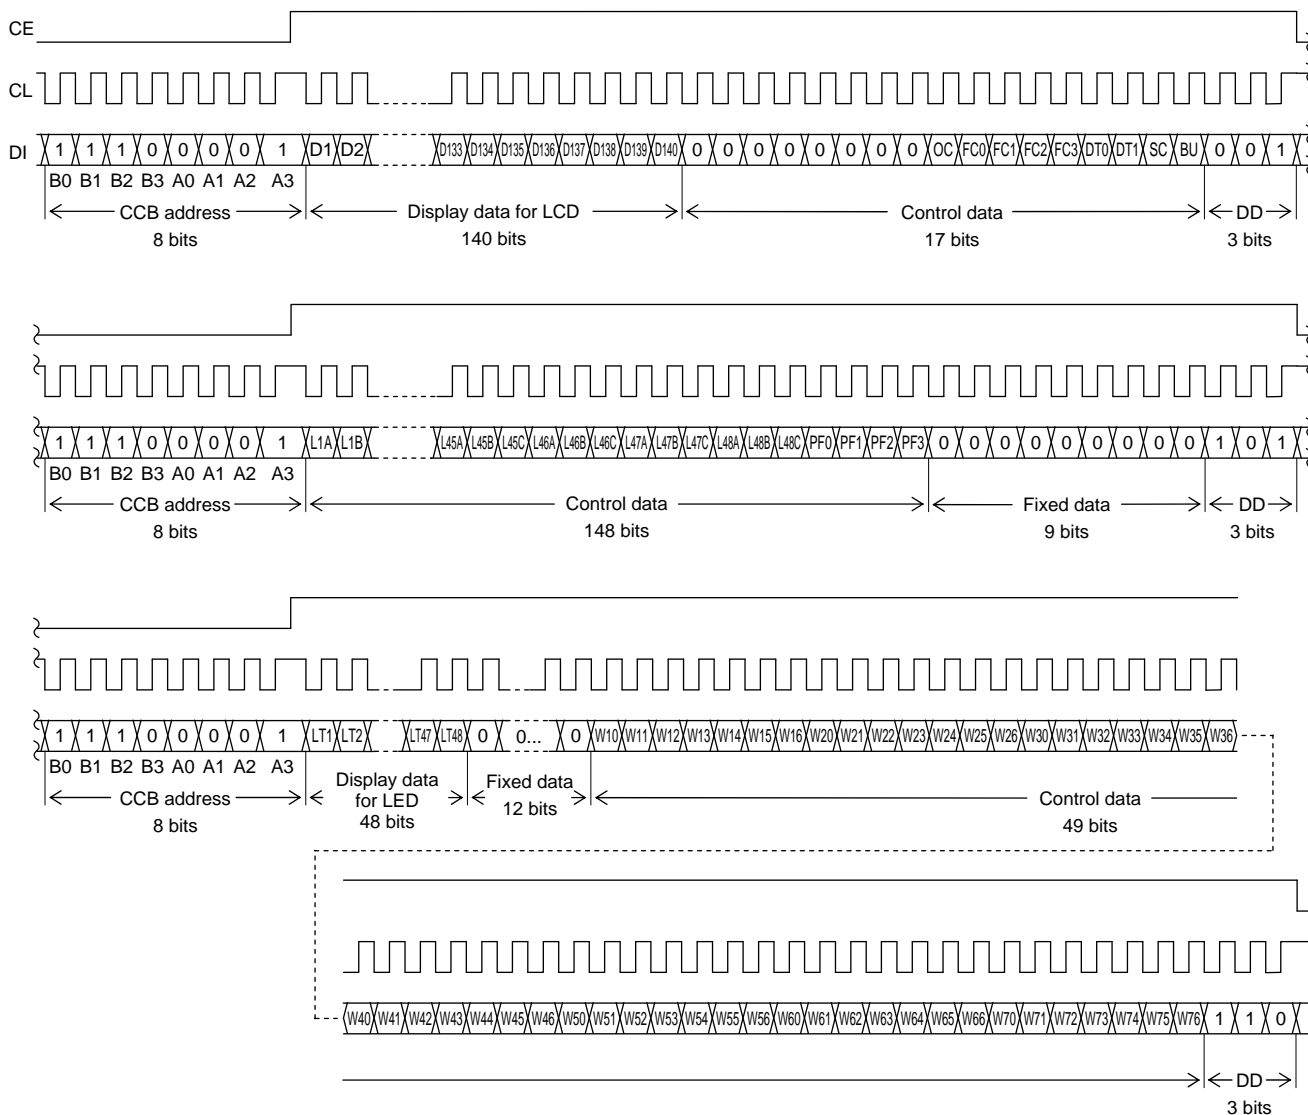 CE
CL
DI 1 1 1 0 0 0 0 1 D1 D2 D133 D134 D135 D136 D137 D138 D139 D140 0 0 0 0 0 0 0 0 OC FC0 FC1 FC2 FC3 DT0 DT1 SC BU 0 0 1
B0 B1 B2 B3 A0 A1 A2 A3
CCB address Display data for LCD Control data DD
8 bits 140 bits 17 bits 3 bits
1 1 1 0 0 0 0 1 L1A L1B L45A L45B L45C L46A L46B L46C L47A L47B L47C L48A L48B L48C PF0 PF1 PF2 PF3 0 0 0 0 0 0 0 0 0 1 0 1
B0 B1 B2 B3 A0 A1 A2 A3
CCB address Control data Fixed data DD
8 bits 148 bits 9 bits 3 bits
1 1 1 0 0 0 0 1 LT1 LT2 LT47 LT48 0 0... 0 W10 W11 W12 W13 W14 W15 W16 W20 W21 W22 W23 W24 W25 W26 W30 W31 W32 W33 W34 W35 W36
B0 B1 B2 B3 A0 A1 A2 A3
CCB address Display data for LED Fixed data Control data
8 bits 48 bits 12 bits 49 bits
W40 W41 W42 W43 W44 W45 W46 W50 W51 W52 W53 W54 W55 W56 W60 W61 W62 W63 W64 W65 W66 W70 W71 W72 W73 W74 W75 W76 1 1 0
DD
3 bits